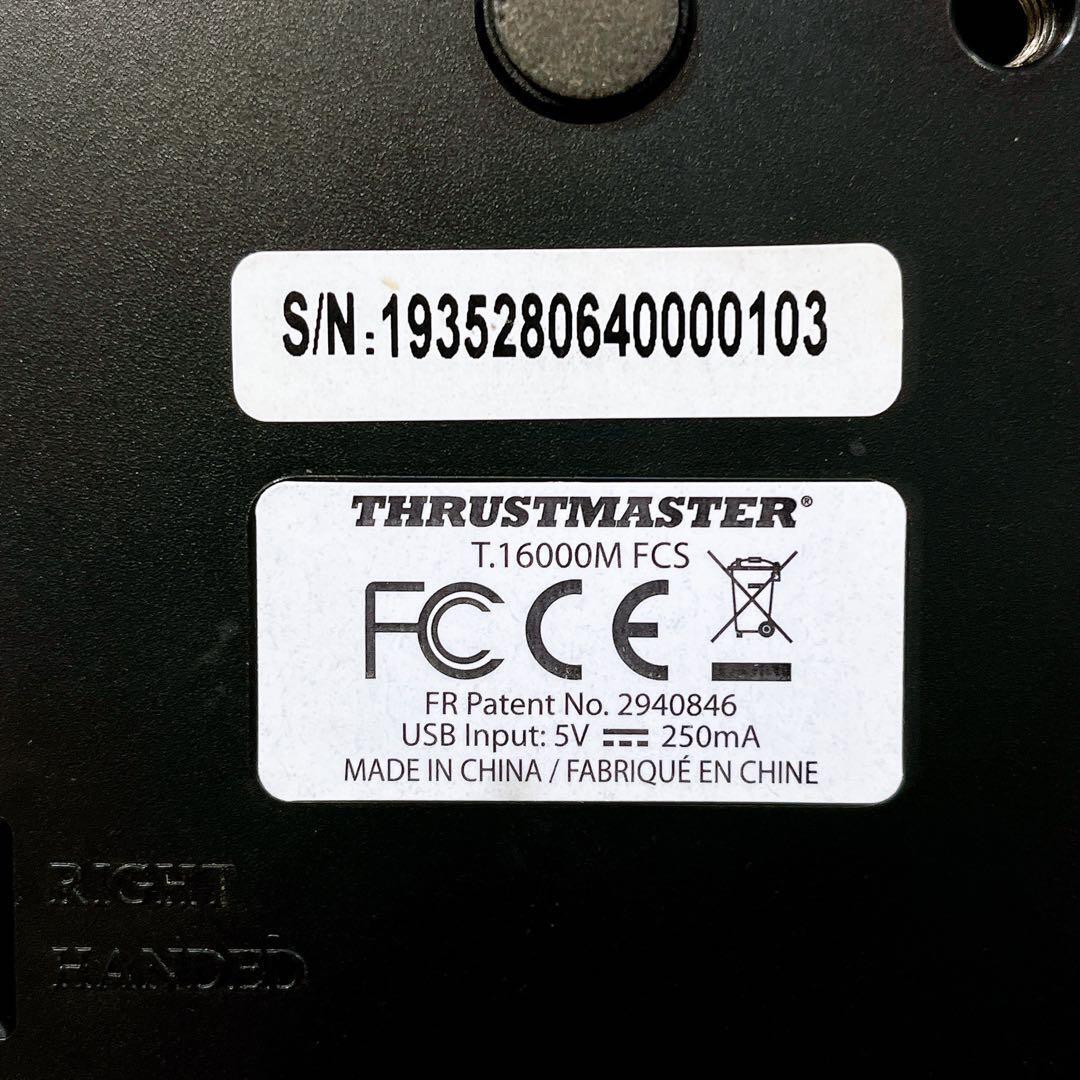 S/N:1935280640000103
THRUSTMASTER®
T.16000M FCS
FC CE
FR Patent No. 2940846
USB Input: 5V ⎓ 250mA
MADE IN CHINA / FABRIQUÉ EN CHINE
RIGHT
HANDED